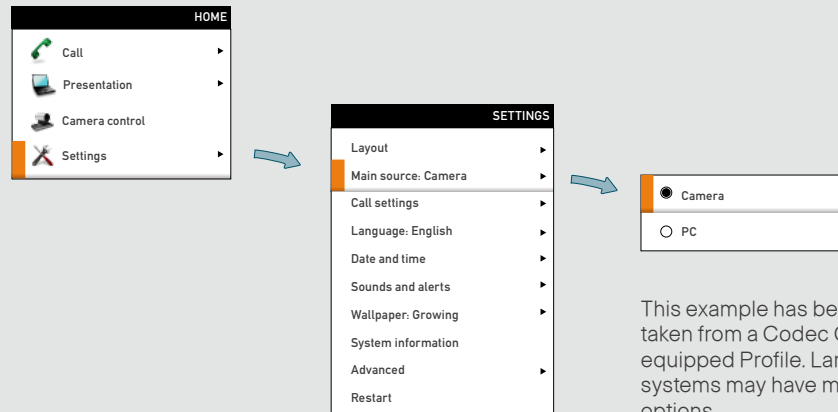 HOME
Call
Presentation
Camera control
Settings
SETTINGS
Layout
Main source: Camera
Call settings
Language: English
Date and time
Sounds and alerts
Wallpaper: Growing
System information
Advanced
Restart
Camera
PC
This example has
taken from a Codec
equipped Profile.
systems may have
options